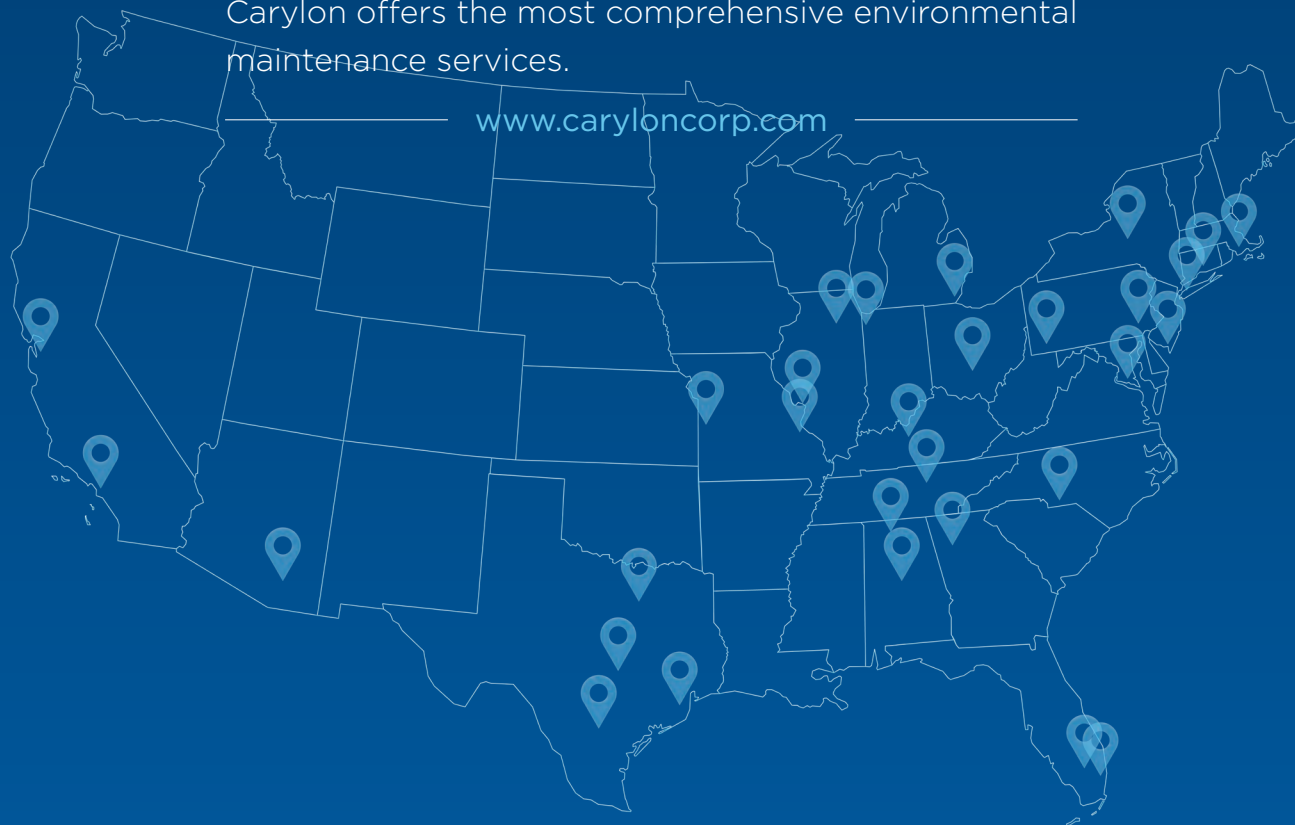 Carylon offers the most comprehensive environmental
maintenance services.
www.caryloncorp.com